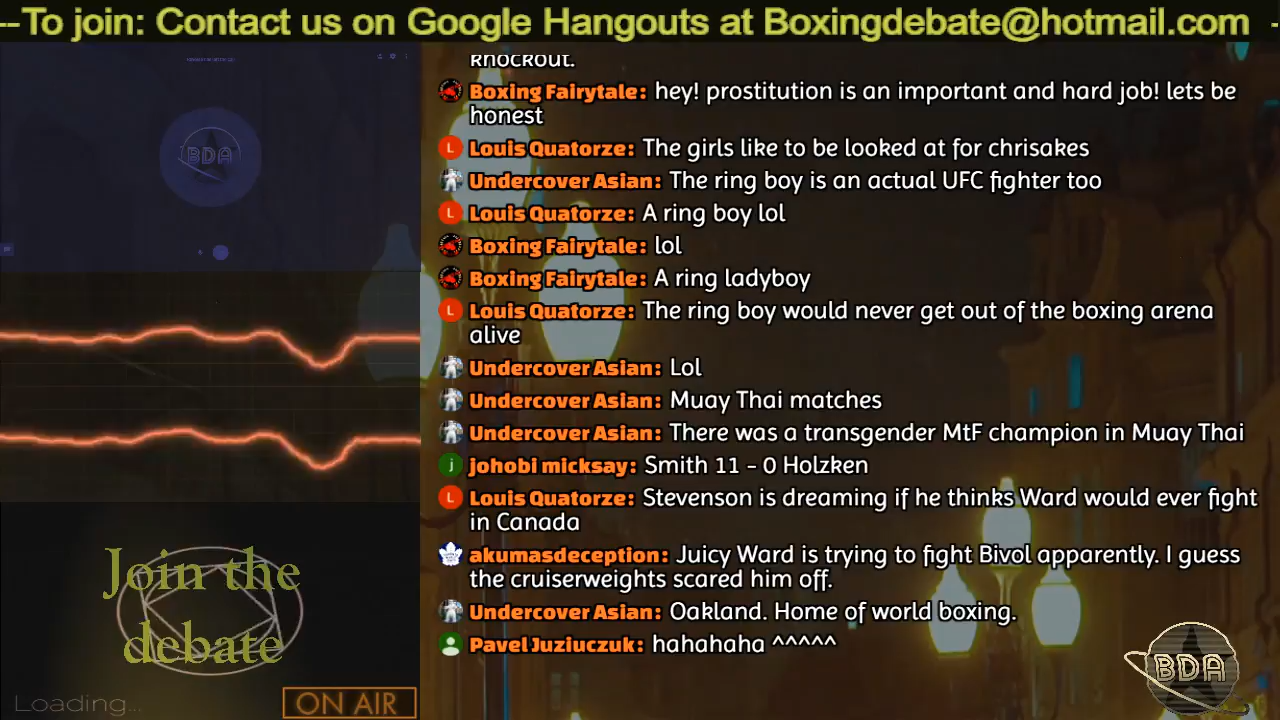 --To join: Contact us on Google Hangouts at Boxingdebate@hotmail.com -
knockout.
Boxing Fairytale: hey! prostitution is an important and hard job! lets be
honest
L Louis Quatorze: The girls like to be looked at for chrisakes
Undercover Asian: The ring boy is an actual UFC fighter too
L Louis Quatorze: A ring boy lol
Boxing Fairytale: lol
Boxing Fairytale: A ring ladyboy
L Louis Quatorze: The ring boy would never get out of the boxing arena
alive
Undercover Asian: Lol
Undercover Asian: Muay Thai matches
Undercover Asian: There was a transgender MtF champion in Muay Thai
j johobi micksay: Smith 11 - 0 Holzken
L Louis Quatorze: Stevenson is dreaming if he thinks Ward would ever fight
in Canada
akumasdeception: Juicy Ward is trying to fight Bivol apparently. I guess
the cruiserweights scared him off.
Undercover Asian: Oakland. Home of world boxing.
Pavel Juziuczuk: hahahaha ^^^^^
BDA
Join the
debate
Loading...
ON AIR
BDA